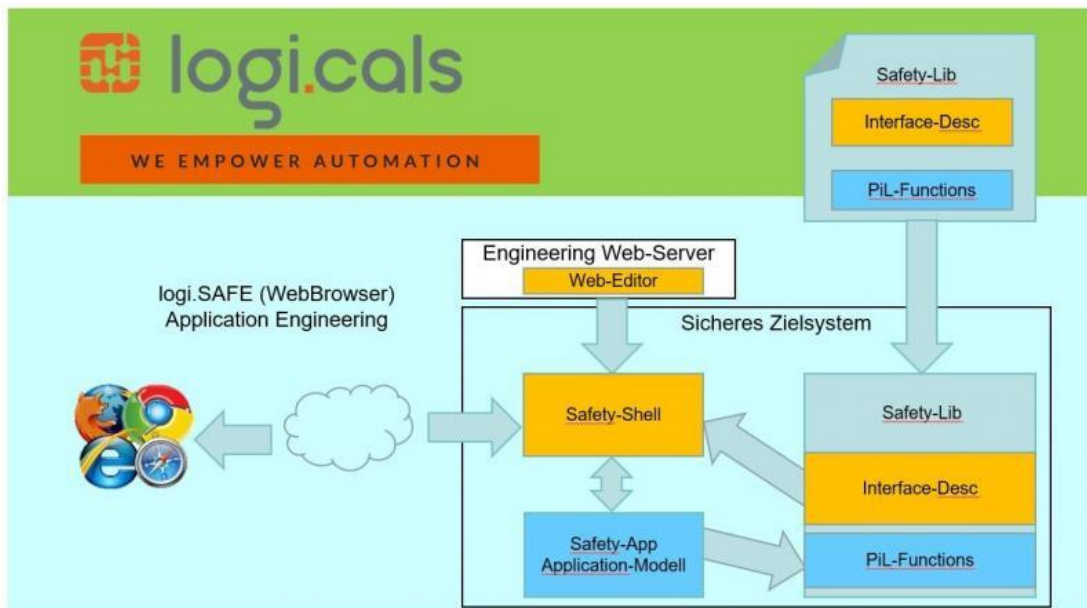 logi.cals
WE EMPOWER AUTOMATION
Safety-Lib
Interface-Desc
PiL-Functions
Engineering Web-Server
Web-Editor
logi.SAFE (WebBrowser)
Application Engineering
Sicheres Zielsystem
Safety-Shell
Safety-Lib
Interface-Desc
Safety-App
Application-Modell
PiL-Functions